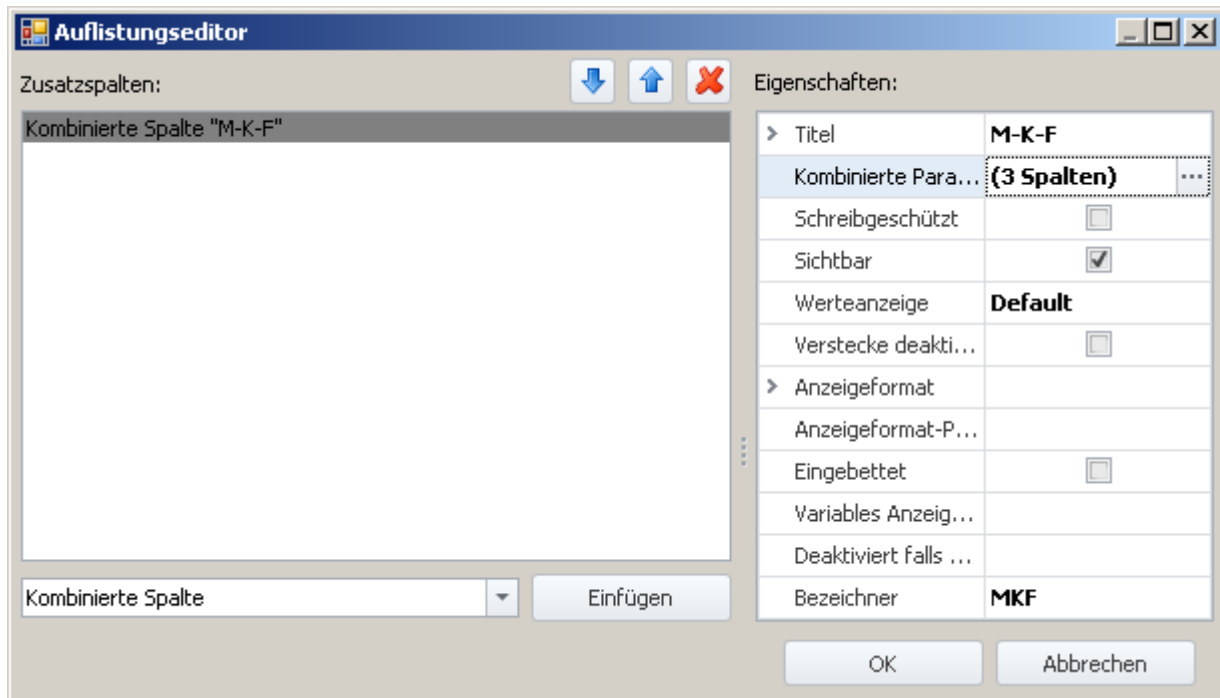 Auflistungseditor
Zusatzspalten:
Kombinierte Spalte "M-K-F"
Kombinierte Spalte
Einfügen
Eigenschaften:
Titel M-K-F
Kombinierte Para... (3 Spalten) ...
Schreibgeschützt
Sichtbar
Werteanzeige Default
Verstecke deakti...
Anzeigeformat
Anzeigeformat-P...
Eingebettet
Variables Anzeig...
Deaktiviert falls ...
Bezeichner MKF
OK Abbrechen